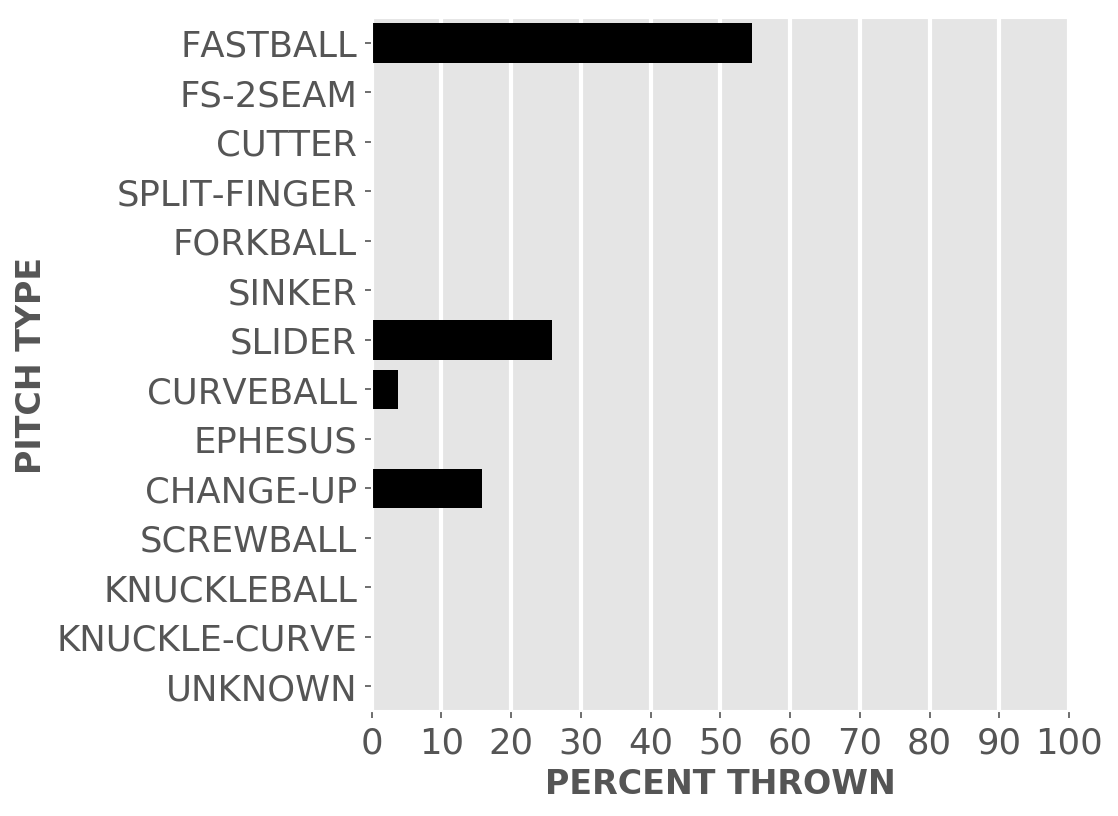 FASTBALL
FS-2SEAM
CUTTER
SPLIT-FINGER
FORKBALL
SINKER
SLIDER
CURVEBALL
EPHESUS
CHANGE-UP
SCREWBALL
KNUCKLEBALL
KNUCKLE-CURVE
UNKNOWN
PITCH TYPE
0 10 20 30 40 50 60 70 80 90 100
PERCENT THROWN